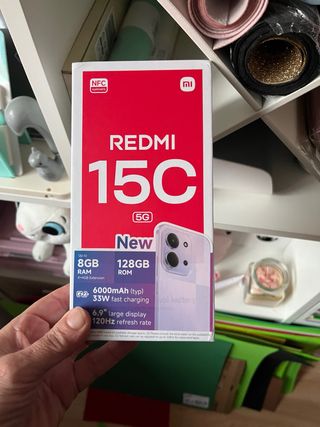 NFC
mi
REDMI
15C
5G
New
8GB
RAM
128GB
ROM
6000mAh (typ)
33W fast charging
6.9" large display
120Hz refresh rate